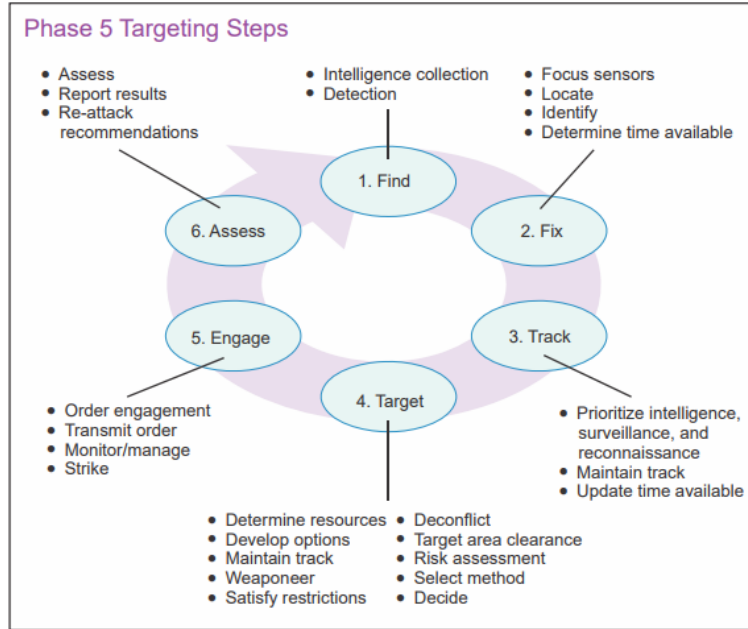 Phase 5 Targeting Steps
• Assess
• Report results
• Re-attack
recommendations
• Intelligence collection
• Detection
• Focus sensors
• Locate
• Identify
• Determine time available
1. Find
2. Fix
3. Track
4. Target
5. Engage
6. Assess
• Prioritize intelligence,
surveillance, and
reconnaissance
• Maintain track
• Update time available
• Determine resources
• Develop options
• Maintain track
• Weaponeer
• Satisfy restrictions
• Deconflict
• Target area clearance
• Risk assessment
• Select method
• Decide
• Order engagement
• Transmit order
• Monitor/manage
• Strike